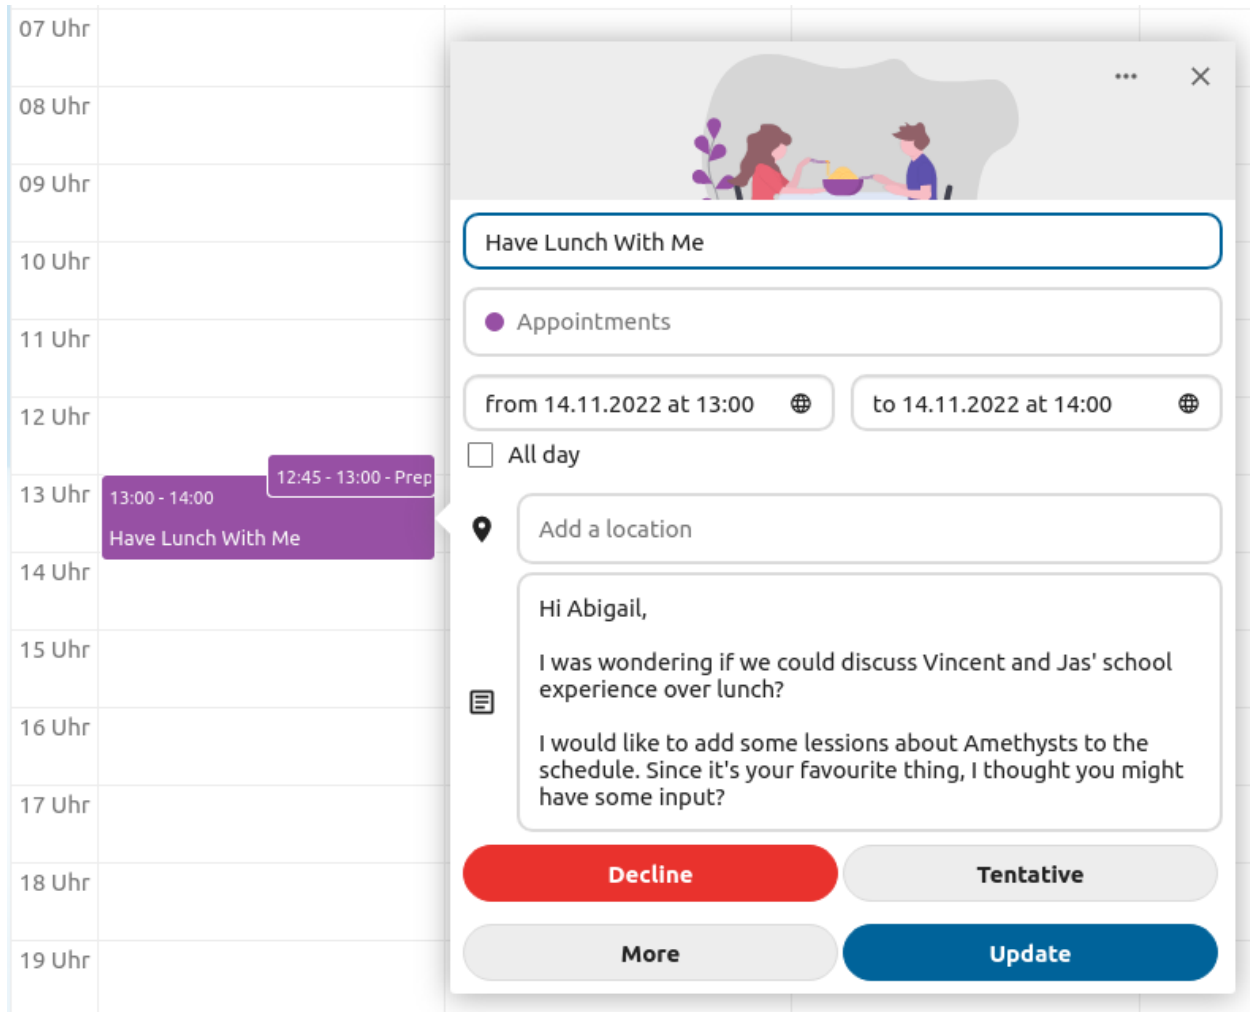 07 Uhr
08 Uhr
09 Uhr
10 Uhr
11 Uhr
12 Uhr
13 Uhr
14 Uhr
15 Uhr
16 Uhr
17 Uhr
18 Uhr
19 Uhr
12:45 - 13:00 - Prep
13:00 - 14:00
Have Lunch With Me
Have Lunch With Me
Appointments
from 14.11.2022 at 13:00
to 14.11.2022 at 14:00
All day
Add a location
Hi Abigail,
I was wondering if we could discuss Vincent and Jas' school
experience over lunch?
I would like to add some lessions about Amethysts to the
schedule. Since it's your favourite thing, I thought you might
have some input?
Decline
Tentative
More
Update